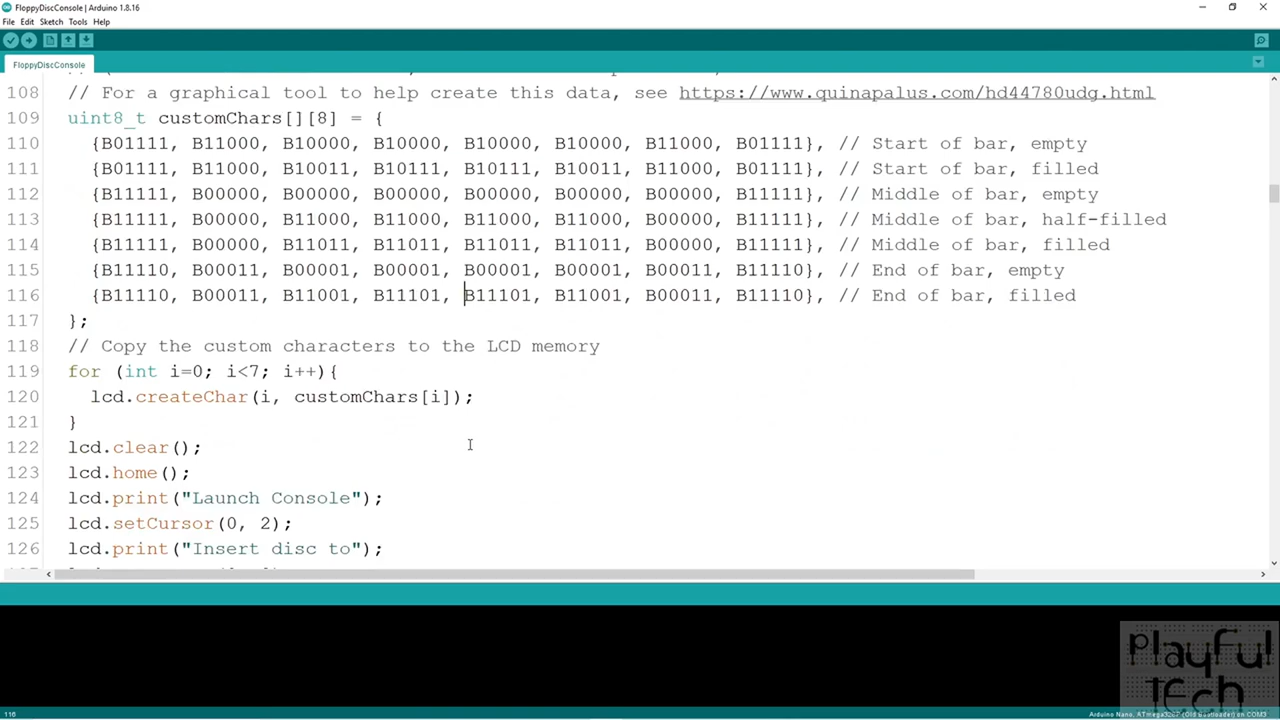 FloppyDiscConsole | Arduino 1.8.16
File Edit Sketch Tools Help
FloppyDiscConsole
108 // For a graphical tool to help create this data, see https://www.quinapalus.com/hd44780udg.html
109 uint8_t customChars[][8] = {
110 {B01111, B11000, B10000, B10000, B10000, B10000, B11000, B01111}, // Start of bar, empty
111 {B01111, B11000, B10011, B10111, B10111, B10011, B11000, B01111}, // Start of bar, filled
112 {B11111, B00000, B00000, B00000, B00000, B00000, B00000, B11111}, // Middle of bar, empty
113 {B11111, B00000, B11000, B11000, B11000, B11000, B00000, B11111}, // Middle of bar, half-filled
114 {B11111, B00000, B11011, B11011, B11011, B11011, B00000, B11111}, // Middle of bar, filled
115 {B11110, B00011, B00001, B00001, B00001, B00001, B00011, B11110}, // End of bar, empty
116 {B11110, B00011, B11001, B11101, B11101, B11001, B00011, B11110}, // End of bar, filled
117 };
118 // Copy the custom characters to the LCD memory
119 for (int i=0; i<7; i++){
120 lcd.createChar(i, customChars[i]);
121 }
122 lcd.clear();
123 lcd.home();
124 lcd.print("Launch Console");
125 lcd.setCursor(0, 2);
126 lcd.print("Insert disc to");
Playful
tech
116